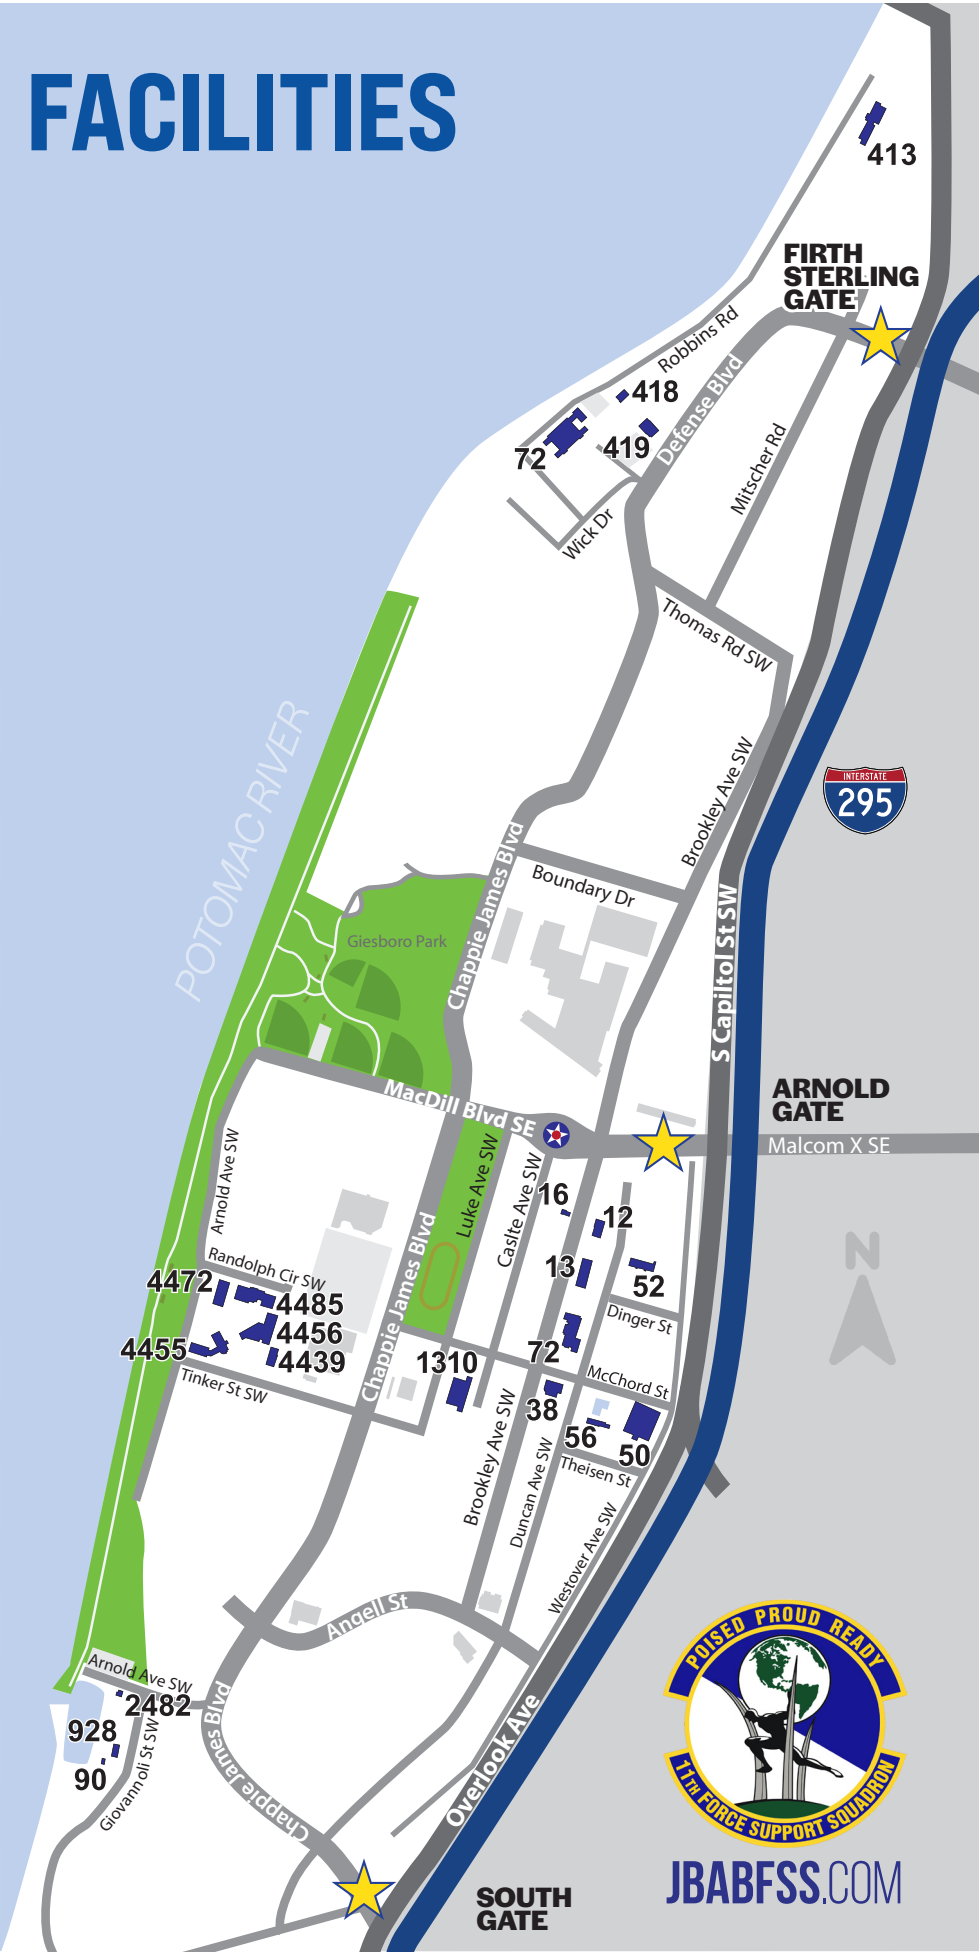 FACILITIES
413
FIRTH
STERLING
GATE
Robbins Rd
418
Defense Blvd
419
72
Mitscher Rd
Wick Dr
Thomas Rd SW
POTOMAC RIVER
Brookley Ave SW
INTERSTATE
295
Chappie James Blvd
Boundary Dr
S Capiltol St SW
Giesboro Park
MacDill Blvd SE
ARNOLD
GATE
Malcom X SE
Arnold Ave SW
Luke Ave SW
Caslte Ave SW
16
12
Chappie James Blvd
N
Randolph Cir SW
13
52
4472
4485
Dinger St
4456
4455
4439
72
1310
Tinker St SW
McChord St
38
56
50
Brookley Ave SW
Duncan Ave SW
Theisen St
Westover Ave SW
Angell St
Arnold Ave SW
2482
928
90
Giovannoli St SW
Chappie James Blvd
Chappie James Blvd
Overlook Ave
POISED PROUD READY
11TH FORCE SUPPORT SQUADRON
JBABFSS.COM
SOUTH
GATE